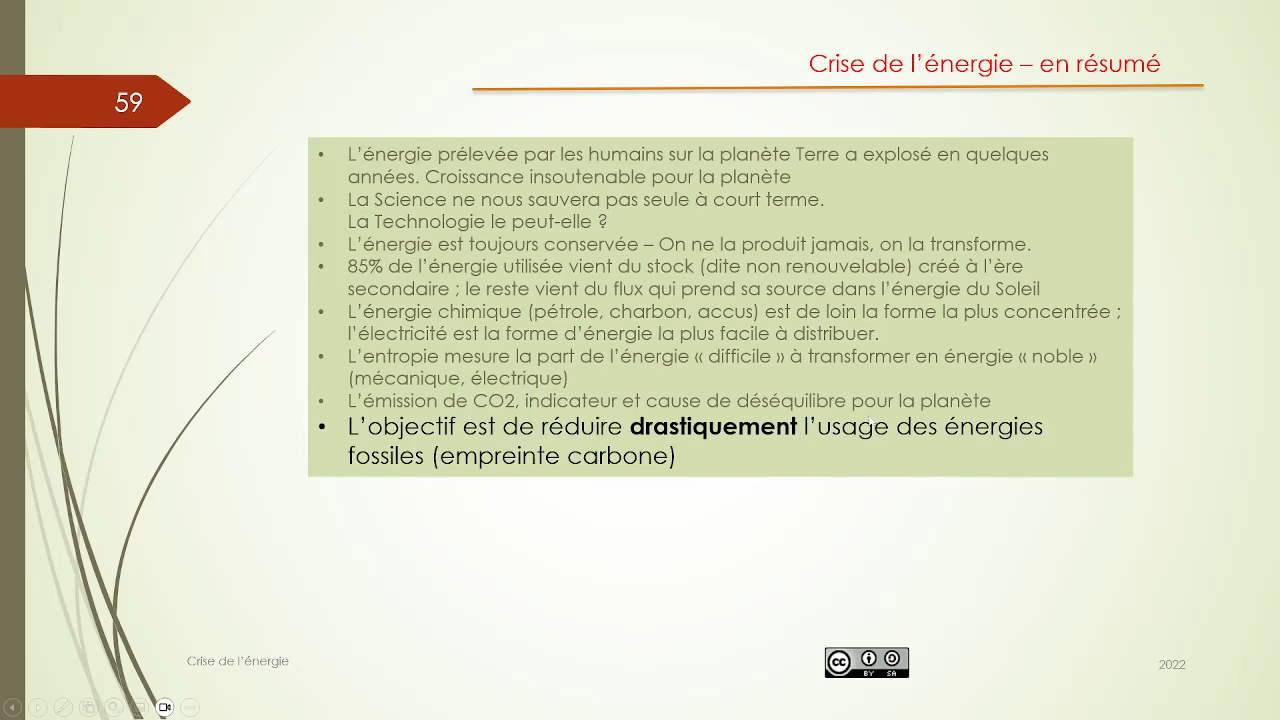 Crise de l'énergie – en résumé
59
• L'énergie prélevée par les humains sur la planète Terre a explosé en quelques
années. Croissance insoutenable pour la planète
• La Science ne nous sauvera pas seule à court terme.
La Technologie le peut-elle ?
• L'énergie est toujours conservée – On ne la produit jamais, on la transforme.
• 85% de l'énergie utilisée vient du stock (dite non renouvelable) créé à l'ère
secondaire ; le reste vient du flux qui prend sa source dans l'énergie du Soleil
• L'énergie chimique (pétrole, charbon, accus) est de loin la forme la plus concentrée ;
l'électricité est la forme d'énergie la plus facile à distribuer.
• L'entropie mesure la part de l'énergie « difficile » à transformer en énergie « noble »
(mécanique, électrique)
• L'émission de CO2, indicateur et cause de déséquilibre pour la planète
• L'objectif est de réduire drastiquement l'usage des énergies
fossiles (empreinte carbone)
Crise de l'énergie
cc
BY SA
2022